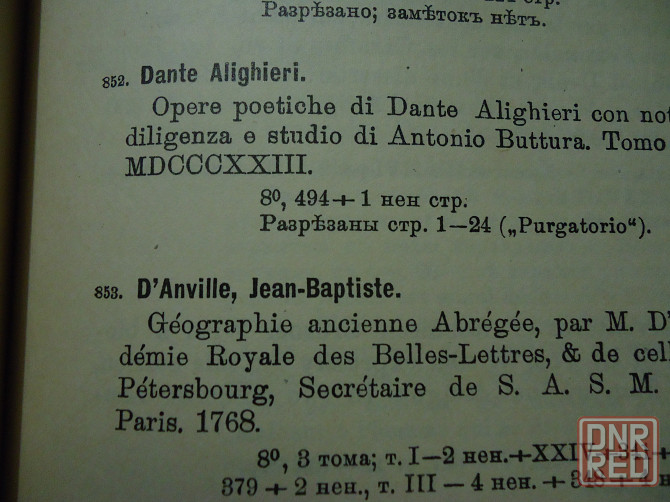 Разрѣзано; замѣтокъ нѣтъ.
852. Dante Alighieri.
Opere poetiche di Dante Alighieri con not
diligenza e studio di Antonio Buttura. Tomo
MDCCCXXIII.
8⁰, 494 + 1 нен стр.
Разрѣзаны стр. 1—24 („Purgatorio“).
853. D'Anville, Jean-Baptiste.
Géographie ancienne Abrégée, par M. D'
démie Royale des Belles-Lettres, & de cel
Pétersbourg, Secrétaire de S. A. S. M.
Paris. 1768.
8⁰, 3 тома; т. I—2 нен.+XXIV+
379 + 2 нен., т. III — 4 нен. + 348 + 4
DNR
RED